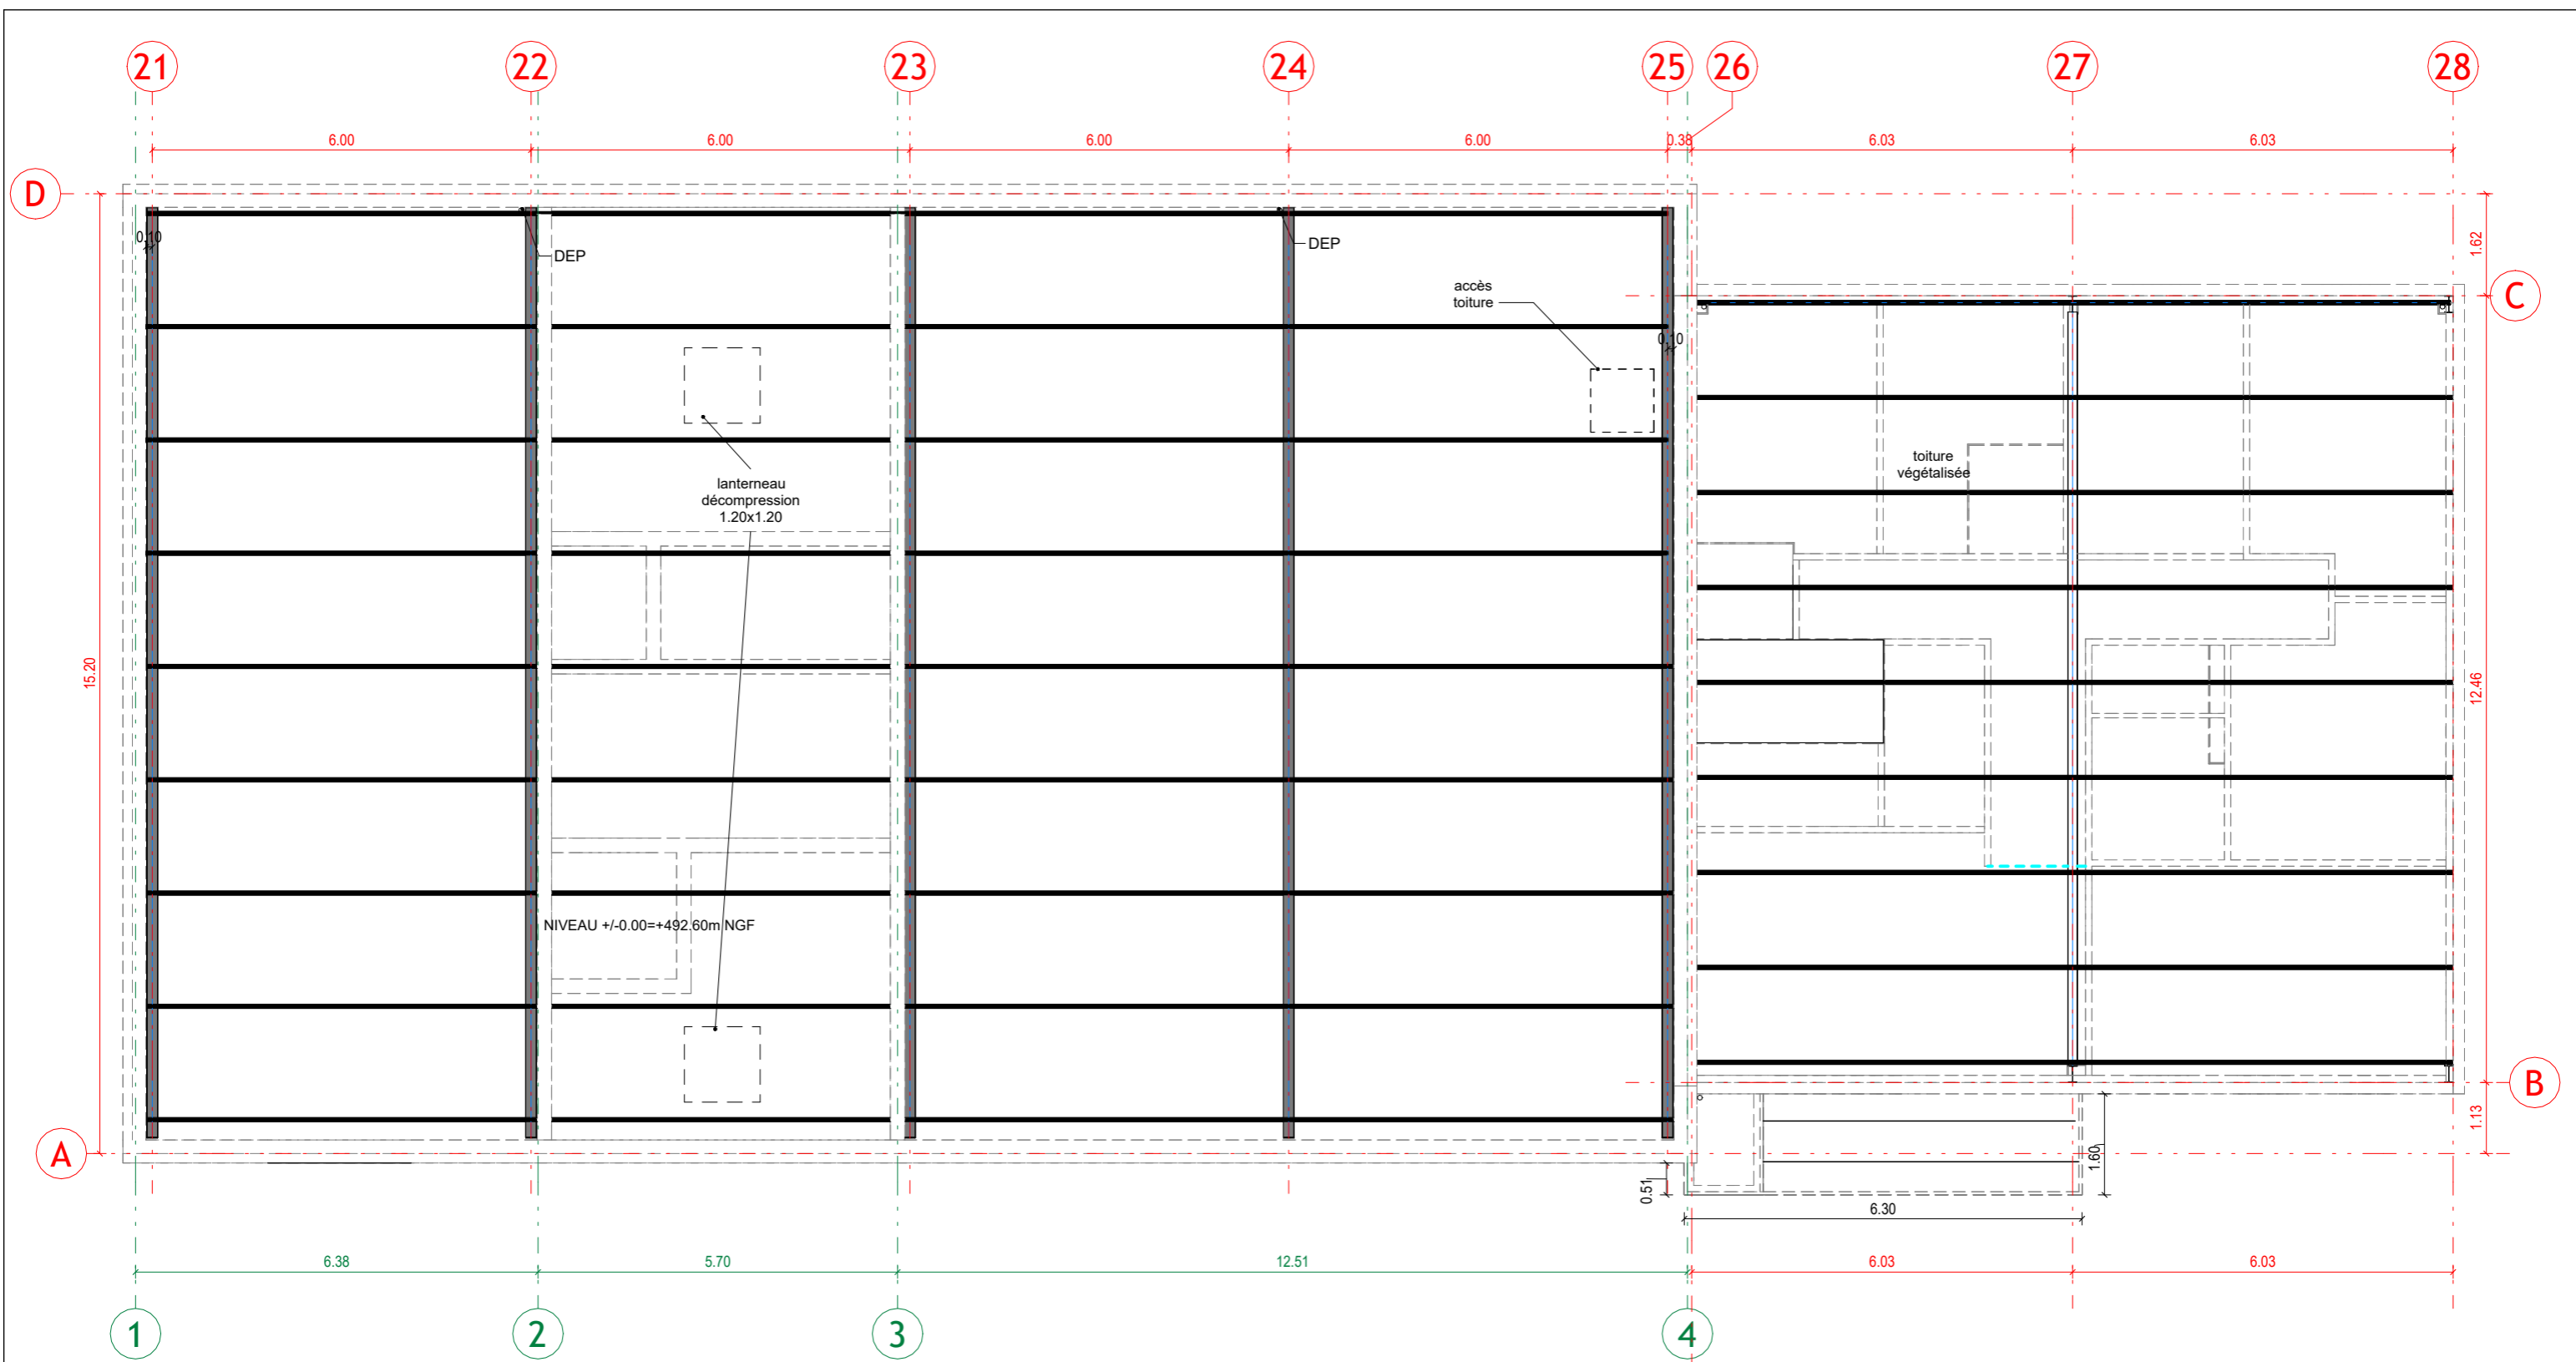 21 22 23 24 25 26 27 28
6.00 6.00 6.00 6.00 0.38 6.03 6.03
D
1.62
0.10
DEP
DEP
accès
toiture
C
0.10
toiture
végétalisée
lanterneau
décompression
1.20x1.20
15.20
12.46
NIVEAU +/-0.00=+492.60m NGF
B
1.13
A
1.60
0.51
6.30
6.38 5.70 12.51 6.03 6.03
1 2 3 4